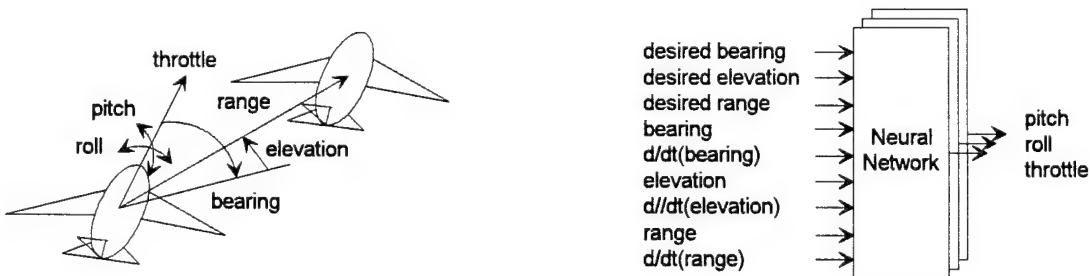 throttle
pitch
range
roll
elevation
bearing
desired bearing
desired elevation
desired range
bearing
d/dt(bearing)
elevation
d//dt(elevation)
range
d/dt(range)
Neural
Network
pitch
roll
throttle